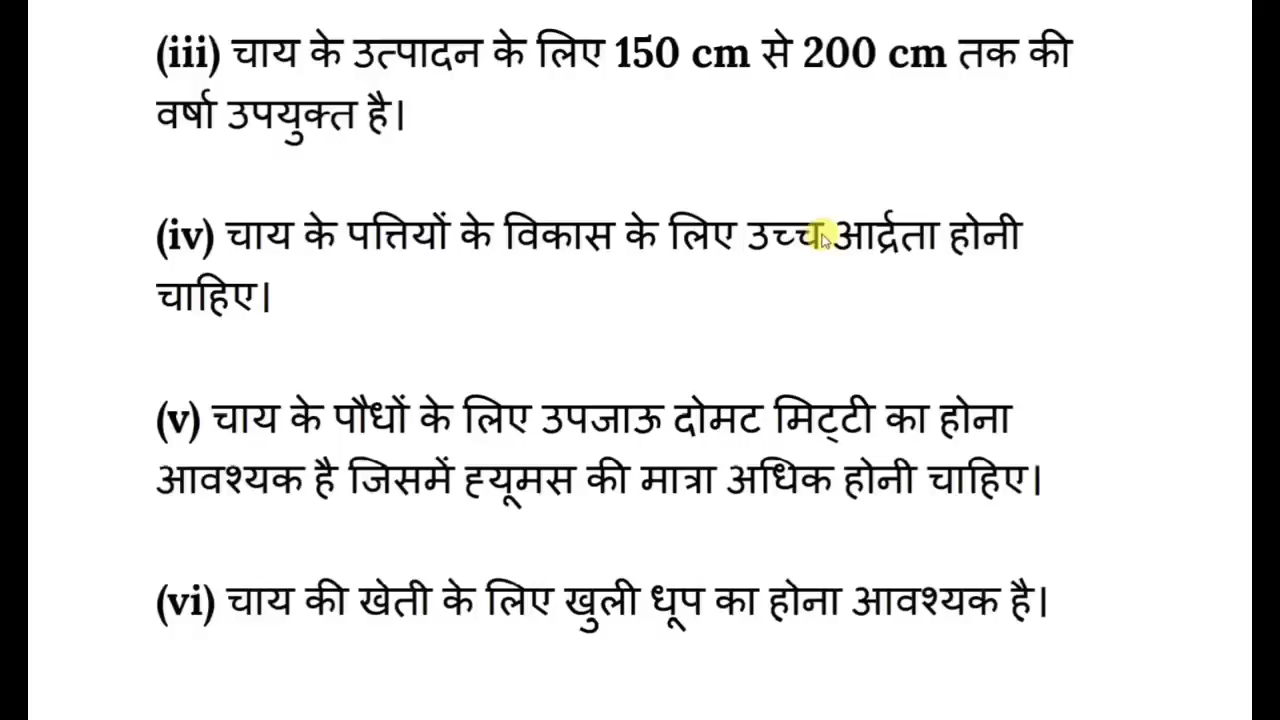 (iii) चाय के उत्पादन के लिए 150 cm से 200 cm तक की
वर्षा उपयुक्त है।
(iv) चाय के पत्तियों के विकास के लिए उच्च आर्द्रता होनी
चाहिए।
(v) चाय के पौधों के लिए उपजाऊ दोमट मिट्टी का होना
आवश्यक है जिसमें ह्यूमस की मात्रा अधिक होनी चाहिए।
(vi) चाय की खेती के लिए खुली धूप का होना आवश्यक है।